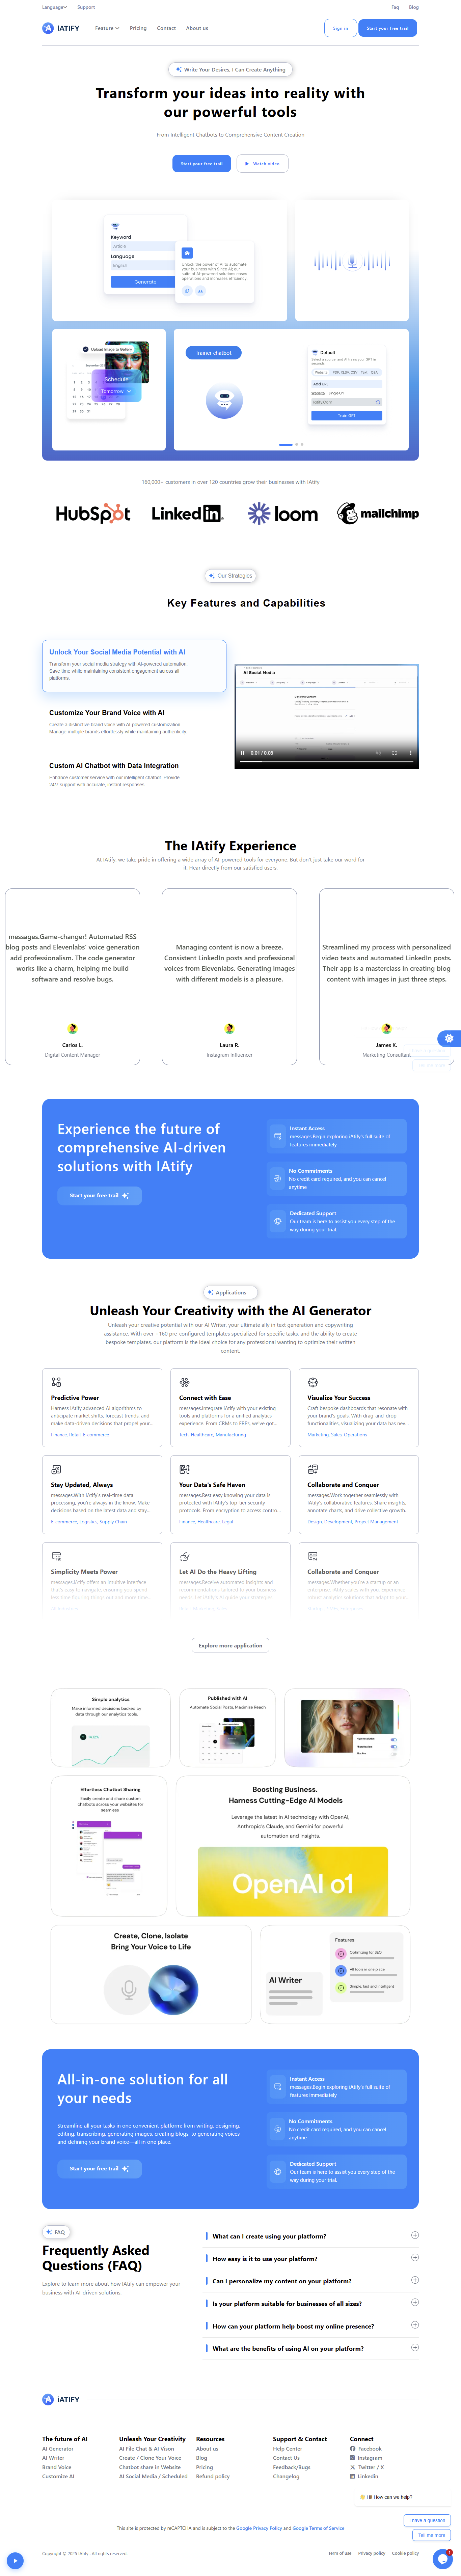 Language
Support
Faq
Blog
IATIFY
Feature
Pricing
Contact
About us
Sign in
Start your free trail
Write Your Desires, I Can Create Anything
Transform your ideas into reality with
our powerful tools
From Intelligent Chatbots to Comprehensive Content Creation
Start your free trail
Watch video
Keyword
Article
Language
English
Generate
Unlock the power of AI to automate
your business with Since AI, our
suite of AI-powered solutions saves
operations and increases efficiency.
Upload Image to Gallery
Schedule
Tomorrow
Trainer chatbot
Default
Add URL
Website
Single Url
Train GPT
160,000+ customers in over 120 countries grow their businesses with IAtify
HubSpot
LinkedIn
loom
mailchimp
Our Strategies
Key Features and Capabilities
Unlock Your Social Media Potential with AI
Transform your social media strategy with AI-powered automation.
Save time while maintaining consistent engagement across all
platforms.
Customize Your Brand Voice with AI
Create a distinctive brand voice with AI-powered customization.
Manage multiple brands effortlessly while maintaining authenticity.
Custom AI Chatbot with Data Integration
Enhance customer service with our intelligent chatbot. Provide
24/7 support with accurate, instant responses.
AI Social Media
0:01 / 0:08
The IAtify Experience
At IAtify, we take pride in offering a wide array of AI-powered tools for everyone. But don't just take our word for
it. Hear directly from our satisfied users.
messages.Game-changer! Automated RSS
blog posts and Elevenlabs' voice generation
add professionalism. The code generator
works like a charm, helping me build
software and resolve bugs.
Carlos L.
Digital Content Manager
Managing content is now a breeze.
Consistent LinkedIn posts and professional
voices from Elevenlabs. Generating images
with different models is a pleasure.
Laura R.
Instagram Influencer
Streamlined my process with personalized
video texts and automated LinkedIn posts.
Their app is a masterclass in creating blog
content with images in just three steps.
James K.
Marketing Consultant
Experience the future of
comprehensive AI-driven
solutions with IAtify
Start your free trail
Instant Access
messages.Begin exploring iAtify's full suite of
features immediately
No Commitments
No credit card required, and you can cancel
anytime
Dedicated Support
Our team is here to assist you every step of the
way during your trial.
Applications
Unleash Your Creativity with the AI Generator
Unleash your creative potential with our AI Writer, your ultimate ally in text generation and copywriting
assistance. With over +160 pre-configured templates specialized for specific tasks, and the ability to create
bespoke templates, our platform is the ideal choice for any professional wanting to optimize their written
content.
Predictive Power
Harness IAtify advanced AI algorithms to
anticipate market shifts, forecast trends, and
make data-driven decisions that propel your...
Finance, Retail, E-commerce
Connect with Ease
messages.Integrate iAtify with your existing
tools and platforms for a unified analytics
experience. From CRMs to ERPs, we've got...
Tech, Healthcare, Manufacturing
Visualize Your Success
Craft bespoke dashboards that resonate with
your brand's goals. With drag-and-drop
functionalities, visualizing your data has nev...
Marketing, Sales, Operations
Stay Updated, Always
messages.With iAtify's real-time data
processing, you're always in the know. Make
decisions based on the latest data and stay...
E-commerce, Logistics, Supply Chain
Your Data's Safe Haven
messages.Rest easy knowing your data is
protected with IAtify's top-tier security
protocols. From encryption to access contro...
Finance, Healthcare, Legal
Collaborate and Conquer
messages.Work together seamlessly with
IAtify's collaborative features. Share insights,
annotate charts, and drive collective growth.
Design, Development, Project Management
Simplicity Meets Power
messages.iAtify offers an intuitive interface
that's easy to navigate, ensuring you spend
Let AI Do the Heavy Lifting
messages.Receive automated insights and
recommendations tailored to your business
Collaborate and Conquer
messages.Whether you're a startup or an
enterprise, iAtify scales with you. Experience
Explore more application
Simple analytics
Make informed decisions backed by
data through our analytics tools.
Published with AI
Automate Social Posts, Maximize Reach
Effortless Chatbot Sharing
Easily create and share custom
chatbots across your websites for
seamless
Boosting Business.
Harness Cutting-Edge AI Models
Leverage the latest in AI technology with OpenAI,
Anthropic's Claude, and Gemini for powerful
automation and insights.
OpenAI o1
Create, Clone, Isolate
Bring Your Voice to Life
AI Writer
Features
Optimising for SEO
All tools in one place
Simple, fast and intelligent
All-in-one solution for all
your needs
Streamline all your tasks in one convenient platform: from writing, designing,
editing, transcribing, generating images, creating blogs, to generating voices
and defining your brand voice—all in one place.
Start your free trail
Instant Access
messages.Begin exploring iAtify's full suite of
features immediately
No Commitments
No credit card required, and you can cancel
anytime
Dedicated Support
Our team is here to assist you every step of the
way during your trial.
FAQ
Frequently Asked
Questions (FAQ)
Explore to learn more about how IAtify can empower your
business with AI-driven solutions.
What can I create using your platform?
How easy is it to use your platform?
Can I personalize my content on your platform?
Is your platform suitable for businesses of all sizes?
How can your platform help boost my online presence?
What are the benefits of using AI on your platform?
IATIFY
The future of AI
AI Generator
AI Writer
Brand Voice
Customize AI
Unleash Your Creativity
AI File Chat & AI Vison
Create / Clone Your Voice
Chatbot share in Website
AI Social Media / Scheduled
Resources
About us
Blog
Pricing
Refund policy
Support & Contact
Help Center
Contact Us
Feedback/Bugs
Changelog
Connect
Facebook
Instagram
Twitter / X
Linkedin
Hi! How can we help?
I have a question
Tell me more
This site is protected by reCAPTCHA and is subject to the Google Privacy Policy and Google Terms of Service
Copyright © 2025 iAtify · All rights reserved.
Term of use
Privacy policy
Cookie policy
1